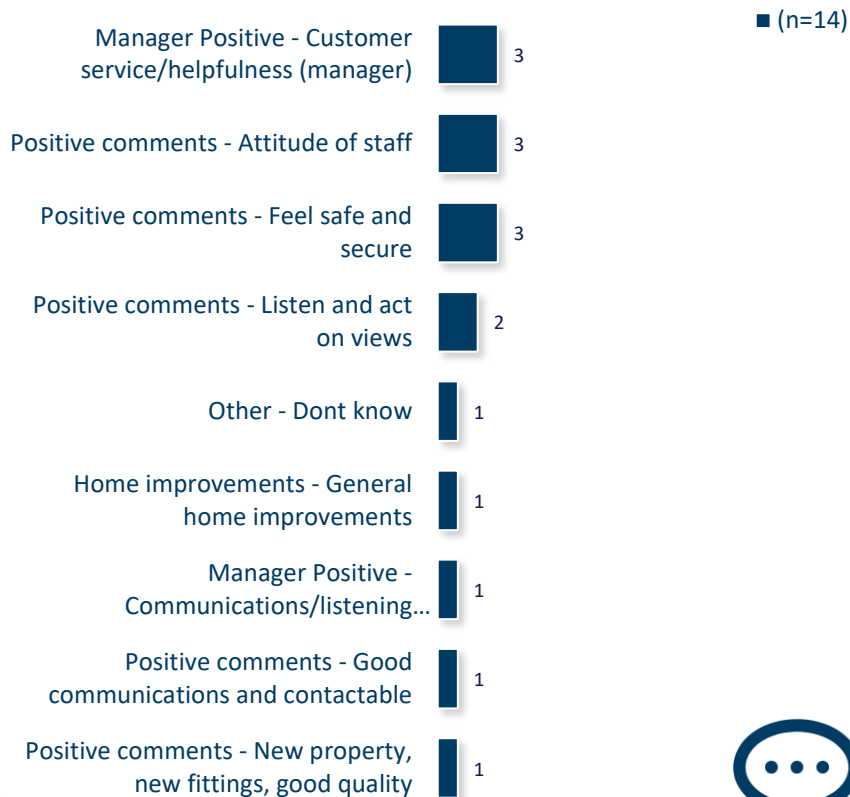 (n=14)
Manager Positive - Customer
service/helpfulness (manager)
3
Positive comments - Attitude of staff
3
Positive comments - Feel safe and
secure
3
Positive comments - Listen and act
on views
2
Other - Dont know
1
Home improvements - General
home improvements
1
Manager Positive -
Communications/listening...
1
Positive comments - Good
communications and contactable
1
Positive comments - New property,
new fittings, good quality
1